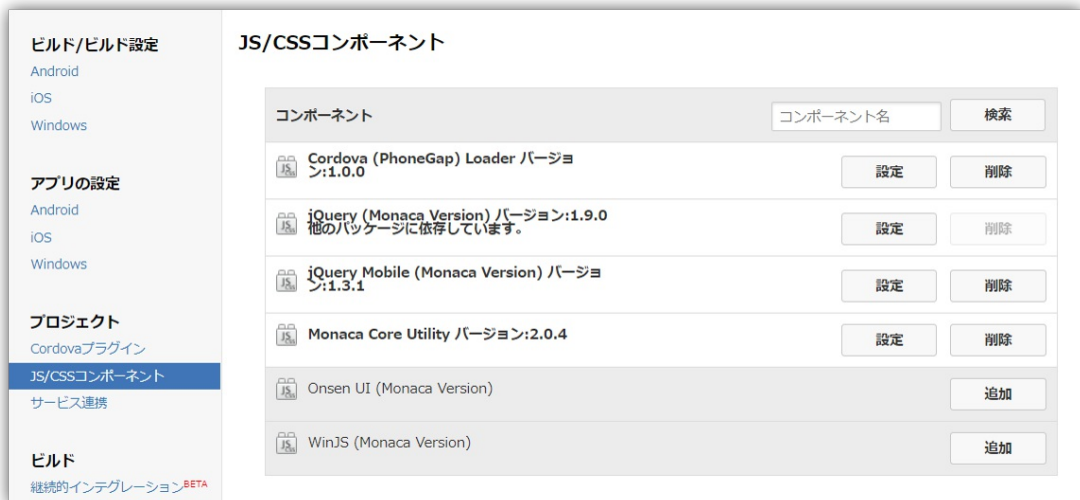 ビルド/ビルド設定
Android
iOS
Windows
アプリの設定
Android
iOS
Windows
プロジェクト
Cordovaプラグイン
JS/CSSコンポーネント
サービス連携
ビルド
継続的インテグレーションBETA
JS/CSSコンポーネント
コンポーネント
コンポーネント名
検索
Cordova (PhoneGap) Loader バージョ
ン:1.0.0
設定
削除
jQuery (Monaca Version) バージョン:1.9.0
他のパッケージに依存しています。
設定
削除
jQuery Mobile (Monaca Version) バージョ
ン:1.3.1
設定
削除
Monaca Core Utility バージョン:2.0.4
設定
削除
Onsen UI (Monaca Version)
追加
WinJS (Monaca Version)
追加